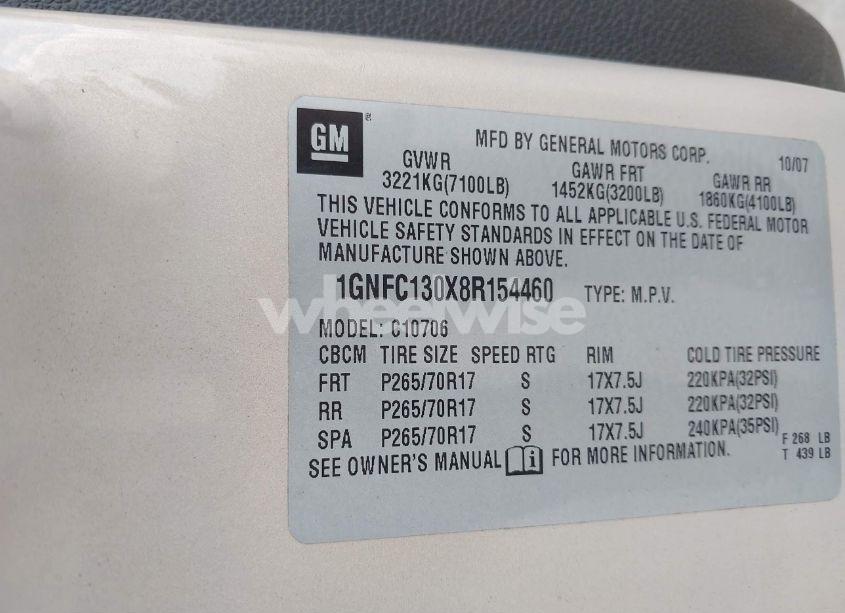 GM ®
MFD BY GENERAL MOTORS CORP. 10/07
GVWR GAWR FRT GAWR RR
3221KG(7100LB) 1452KG(3200LB) 1860KG(4100LB)
THIS VEHICLE CONFORMS TO ALL APPLICABLE U.S. FEDERAL MOTOR
VEHICLE SAFETY STANDARDS IN EFFECT ON THE DATE OF
MANUFACTURE SHOWN ABOVE.
1GNFC130X8R154460 TYPE: M.P.V.
wheelwise
MODEL: C10706
CBCM TIRE SIZE SPEED RTG RIM COLD TIRE PRESSURE
FRT P265/70R17 S 17X7.5J 220KPA(32PSI)
RR P265/70R17 S 17X7.5J 220KPA(32PSI)
SPA P265/70R17 S 17X7.5J 240KPA(35PSI) F 268 LB
SEE OWNER'S MANUAL i FOR MORE INFORMATION. T 439 LB